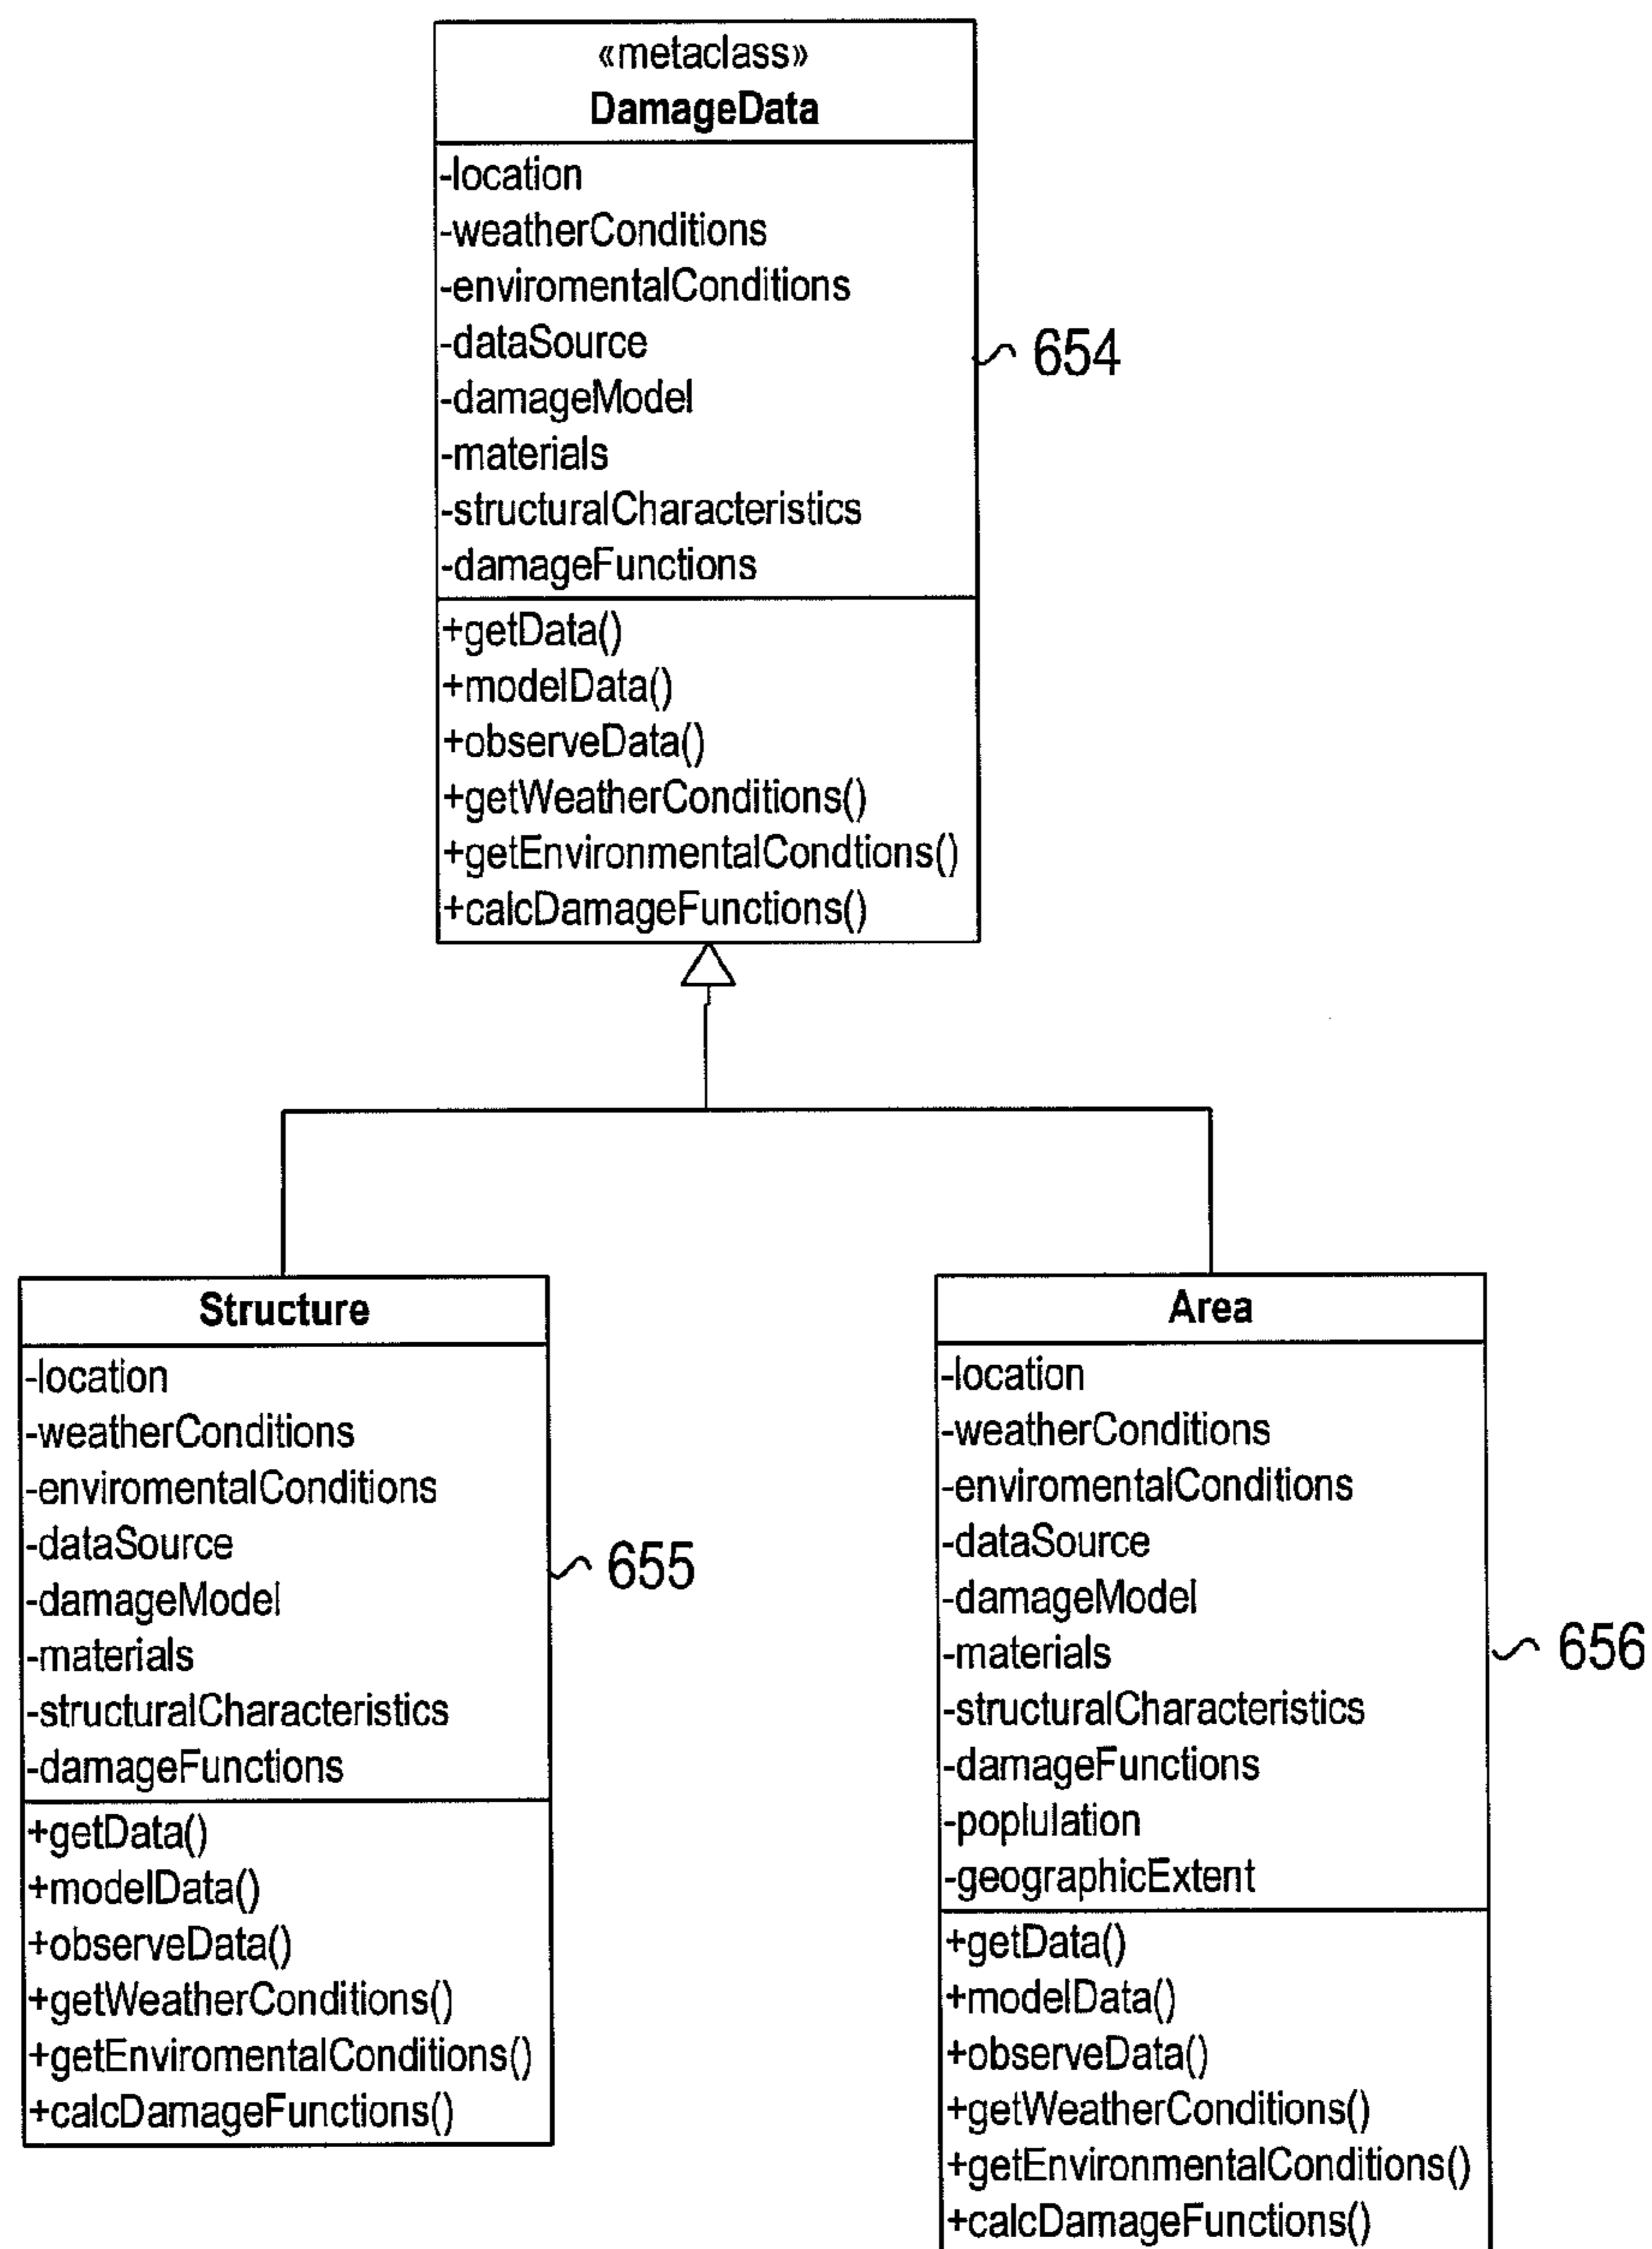 «metaclass»
DamageData
-location
-weatherConditions
-enviromentalConditions
-dataSource
-damageModel
-materials
-structuralCharacteristics
-damageFunctions
+getData()
+modelData()
+observeData()
+getWeatherConditions()
+getEnvironmentalCondtions()
+calcDamageFunctions()
654
Structure
-location
-weatherConditions
-enviromentalConditions
-dataSource
-damageModel
-materials
-structuralCharacteristics
-damageFunctions
+getData()
+modelData()
+observeData()
+getWeatherConditions()
+getEnviromentalConditions()
+calcDamageFunctions()
655
Area
-location
-weatherConditions
-enviromentalConditions
-dataSource
-damageModel
-materials
-structuralCharacteristics
-damageFunctions
-poplulation
-geographicExtent
+getData()
+modelData()
+observeData()
+getWeatherConditions()
+getEnvironmentalConditions()
+calcDamageFunctions()
656